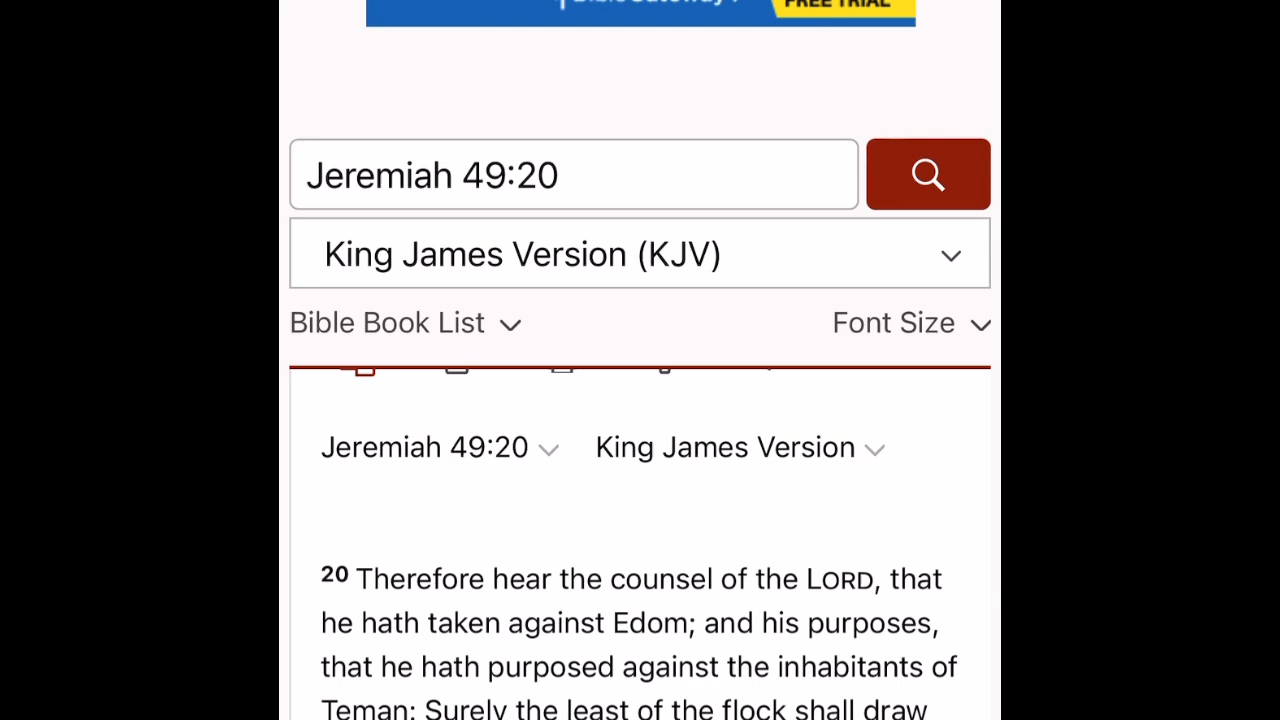 BibleGateway+
FREE TRIAL
Jeremiah 49:20
King James Version (KJV)
Bible Book List
Font Size
Jeremiah 49:20
King James Version
20 Therefore hear the counsel of the LORD, that
he hath taken against Edom; and his purposes,
that he hath purposed against the inhabitants of
Teman: Surely the least of the flock shall draw